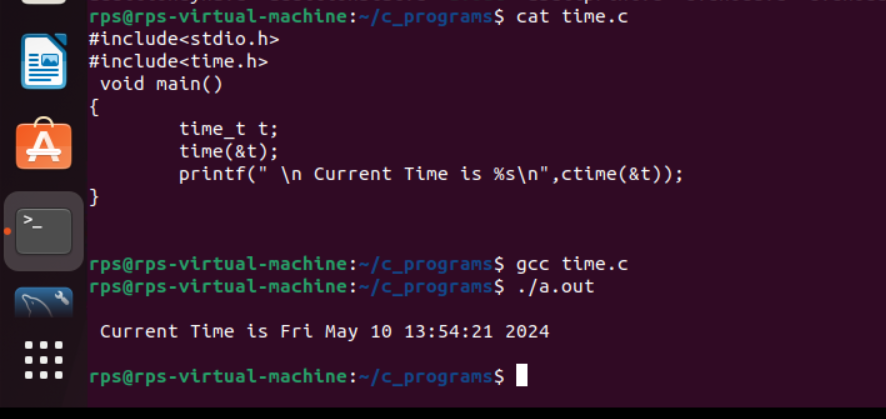 rps@rps-virtual-machine:~/c_programs$ cat time.c
#include<stdio.h>
#include<time.h>
 void main()
{
        time_t t;
        time(&t);
        printf(" \n Current Time is %s\n",ctime(&t));
}
rps@rps-virtual-machine:~/c_programs$ gcc time.c
rps@rps-virtual-machine:~/c_programs$ ./a.out
 Current Time is Fri May 10 13:54:21 2024
rps@rps-virtual-machine:~/c_programs$